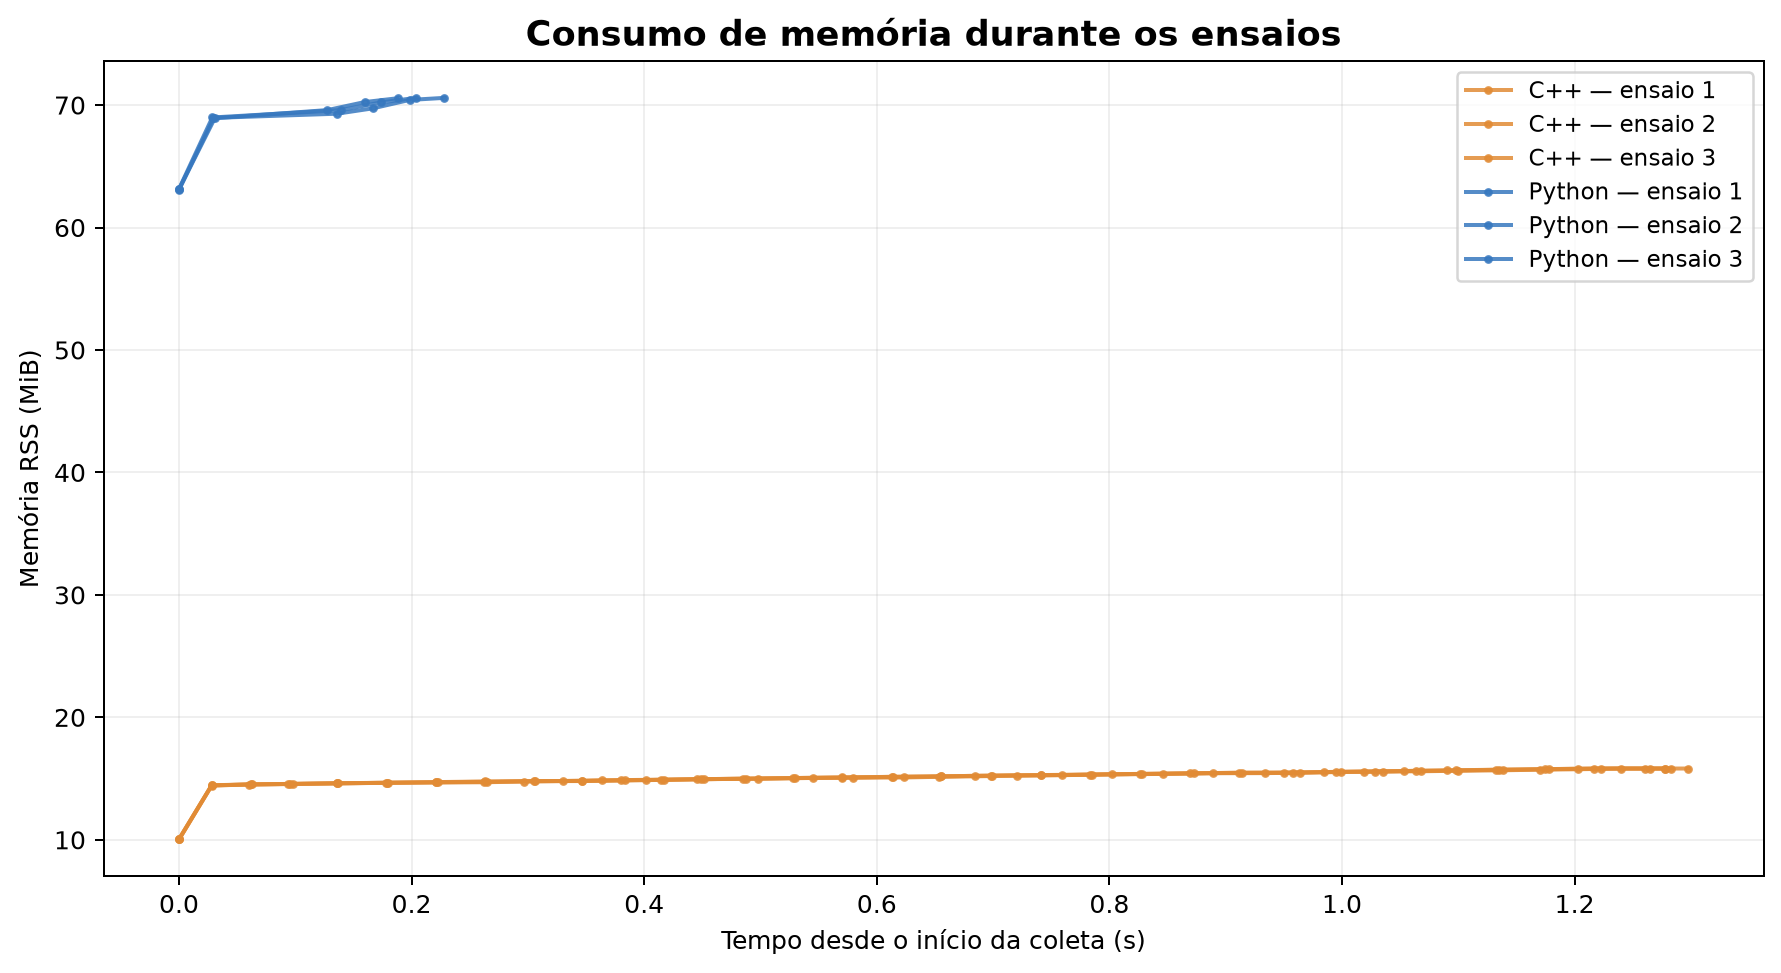 Consumo de memória durante os ensaios
C++ — ensaio 1
C++ — ensaio 2
C++ — ensaio 3
Python — ensaio 1
Python — ensaio 2
Python — ensaio 3
Memória RSS (MiB)
70
60
50
40
30
20
10
0.0 0.2 0.4 0.6 0.8 1.0 1.2
Tempo desde o início da coleta (s)